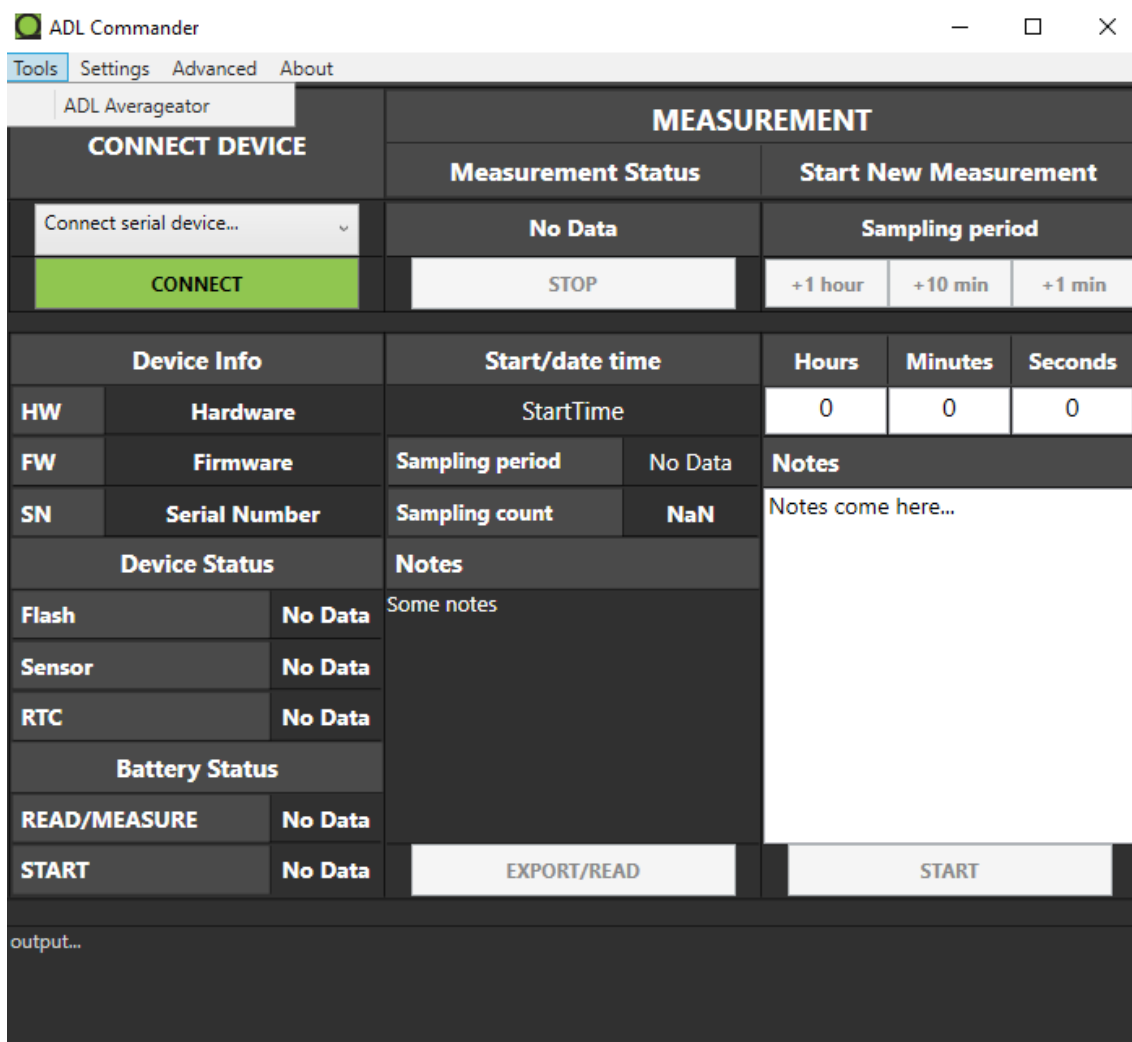 ADL Commander
Tools Settings Advanced About
ADL Averageator
CONNECT DEVICE
MEASUREMENT
Measurement Status
Start New Measurement
Connect serial device...
No Data
Sampling period
CONNECT
STOP
+1 hour +10 min +1 min
Device Info
Start/date time
Hours Minutes Seconds
HW Hardware
StartTime
0 0 0
FW Firmware
Sampling period No Data
Notes
SN Serial Number
Sampling count NaN
Notes come here...
Device Status
Notes
Flash No Data
Some notes
Sensor No Data
RTC No Data
Battery Status
READ/MEASURE No Data
START No Data
EXPORT/READ
START
output...